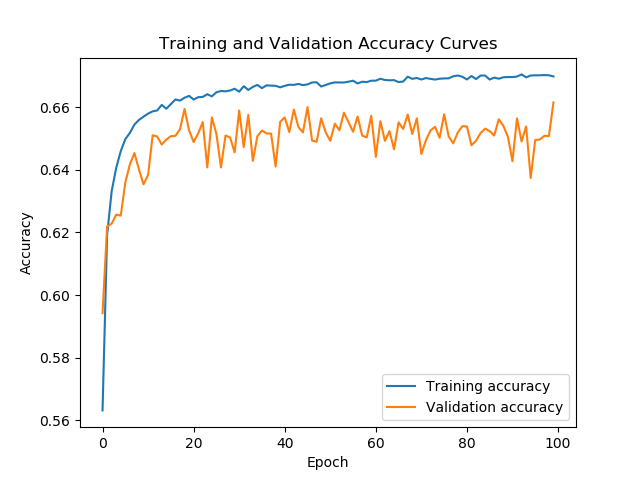 Training and Validation Accuracy Curves
Accuracy
0.66
0.64
0.62
0.60
0.58
0.56
0
20
40
60
80
100
Epoch
Training accuracy
Validation accuracy